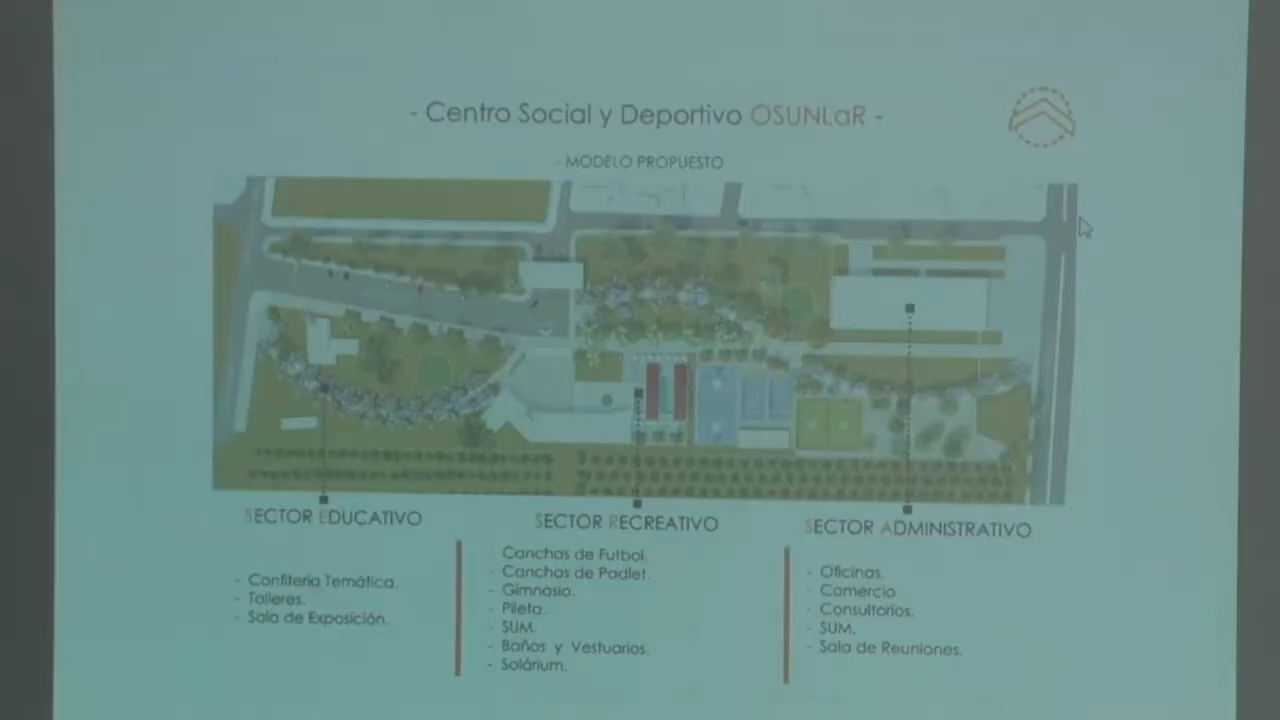 - Centro Social y Deportivo OSUNLaR -
- MODELO PROPUESTO
SECTOR EDUCATIVO
- Confitería Temática.
- Talleres.
- Sala de Exposición.
SECTOR RECREATIVO
- Canchas de Futbol.
- Canchas de Padlet.
- Gimnasio.
- Pileta.
- SUM.
- Baños y Vestuarios.
- Solárium.
SECTOR ADMINISTRATIVO
- Oficinas.
- Comercio
- Consultorios.
- SUM.
- Sala de Reuniones.